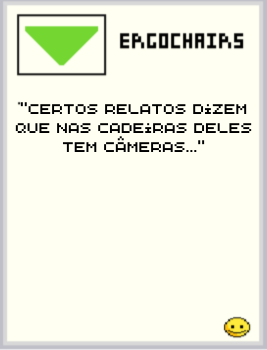 ERGOCHAIRS
"CERTOS RELATOS DIZEM
QUE NAS CADEIRAS DELES
TEM CÂMERAS..."